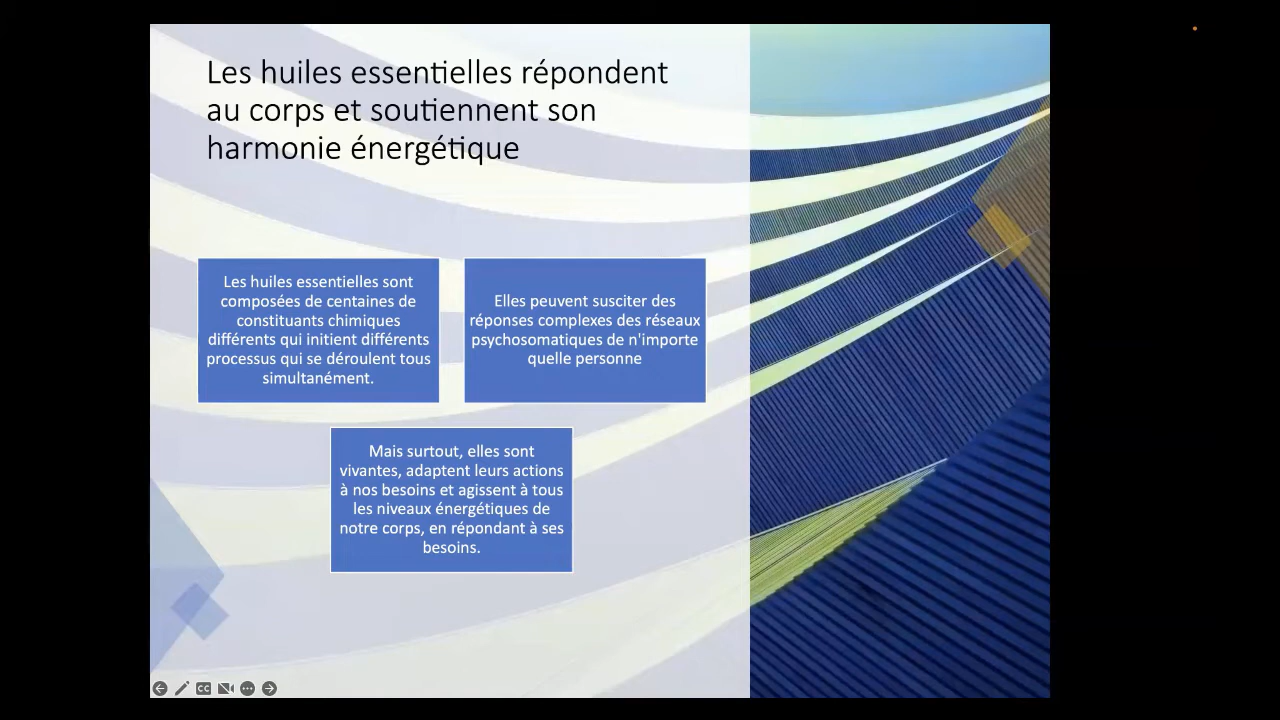 Les huiles essentielles répondent
au corps et soutiennent son
harmonie énergétique
Les huiles essentielles sont
composées de centaines de
constituants chimiques
différents qui initient différents
processus qui se déroulent tous
simultanément.
Elles peuvent susciter des
réponses complexes des réseaux
psychosomatiques de n'importe
quelle personne
Mais surtout, elles sont
vivantes, adaptent leurs actions
à nos besoins et agissent à tous
les niveaux énergétiques de
notre corps, en répondant à ses
besoins.
CC